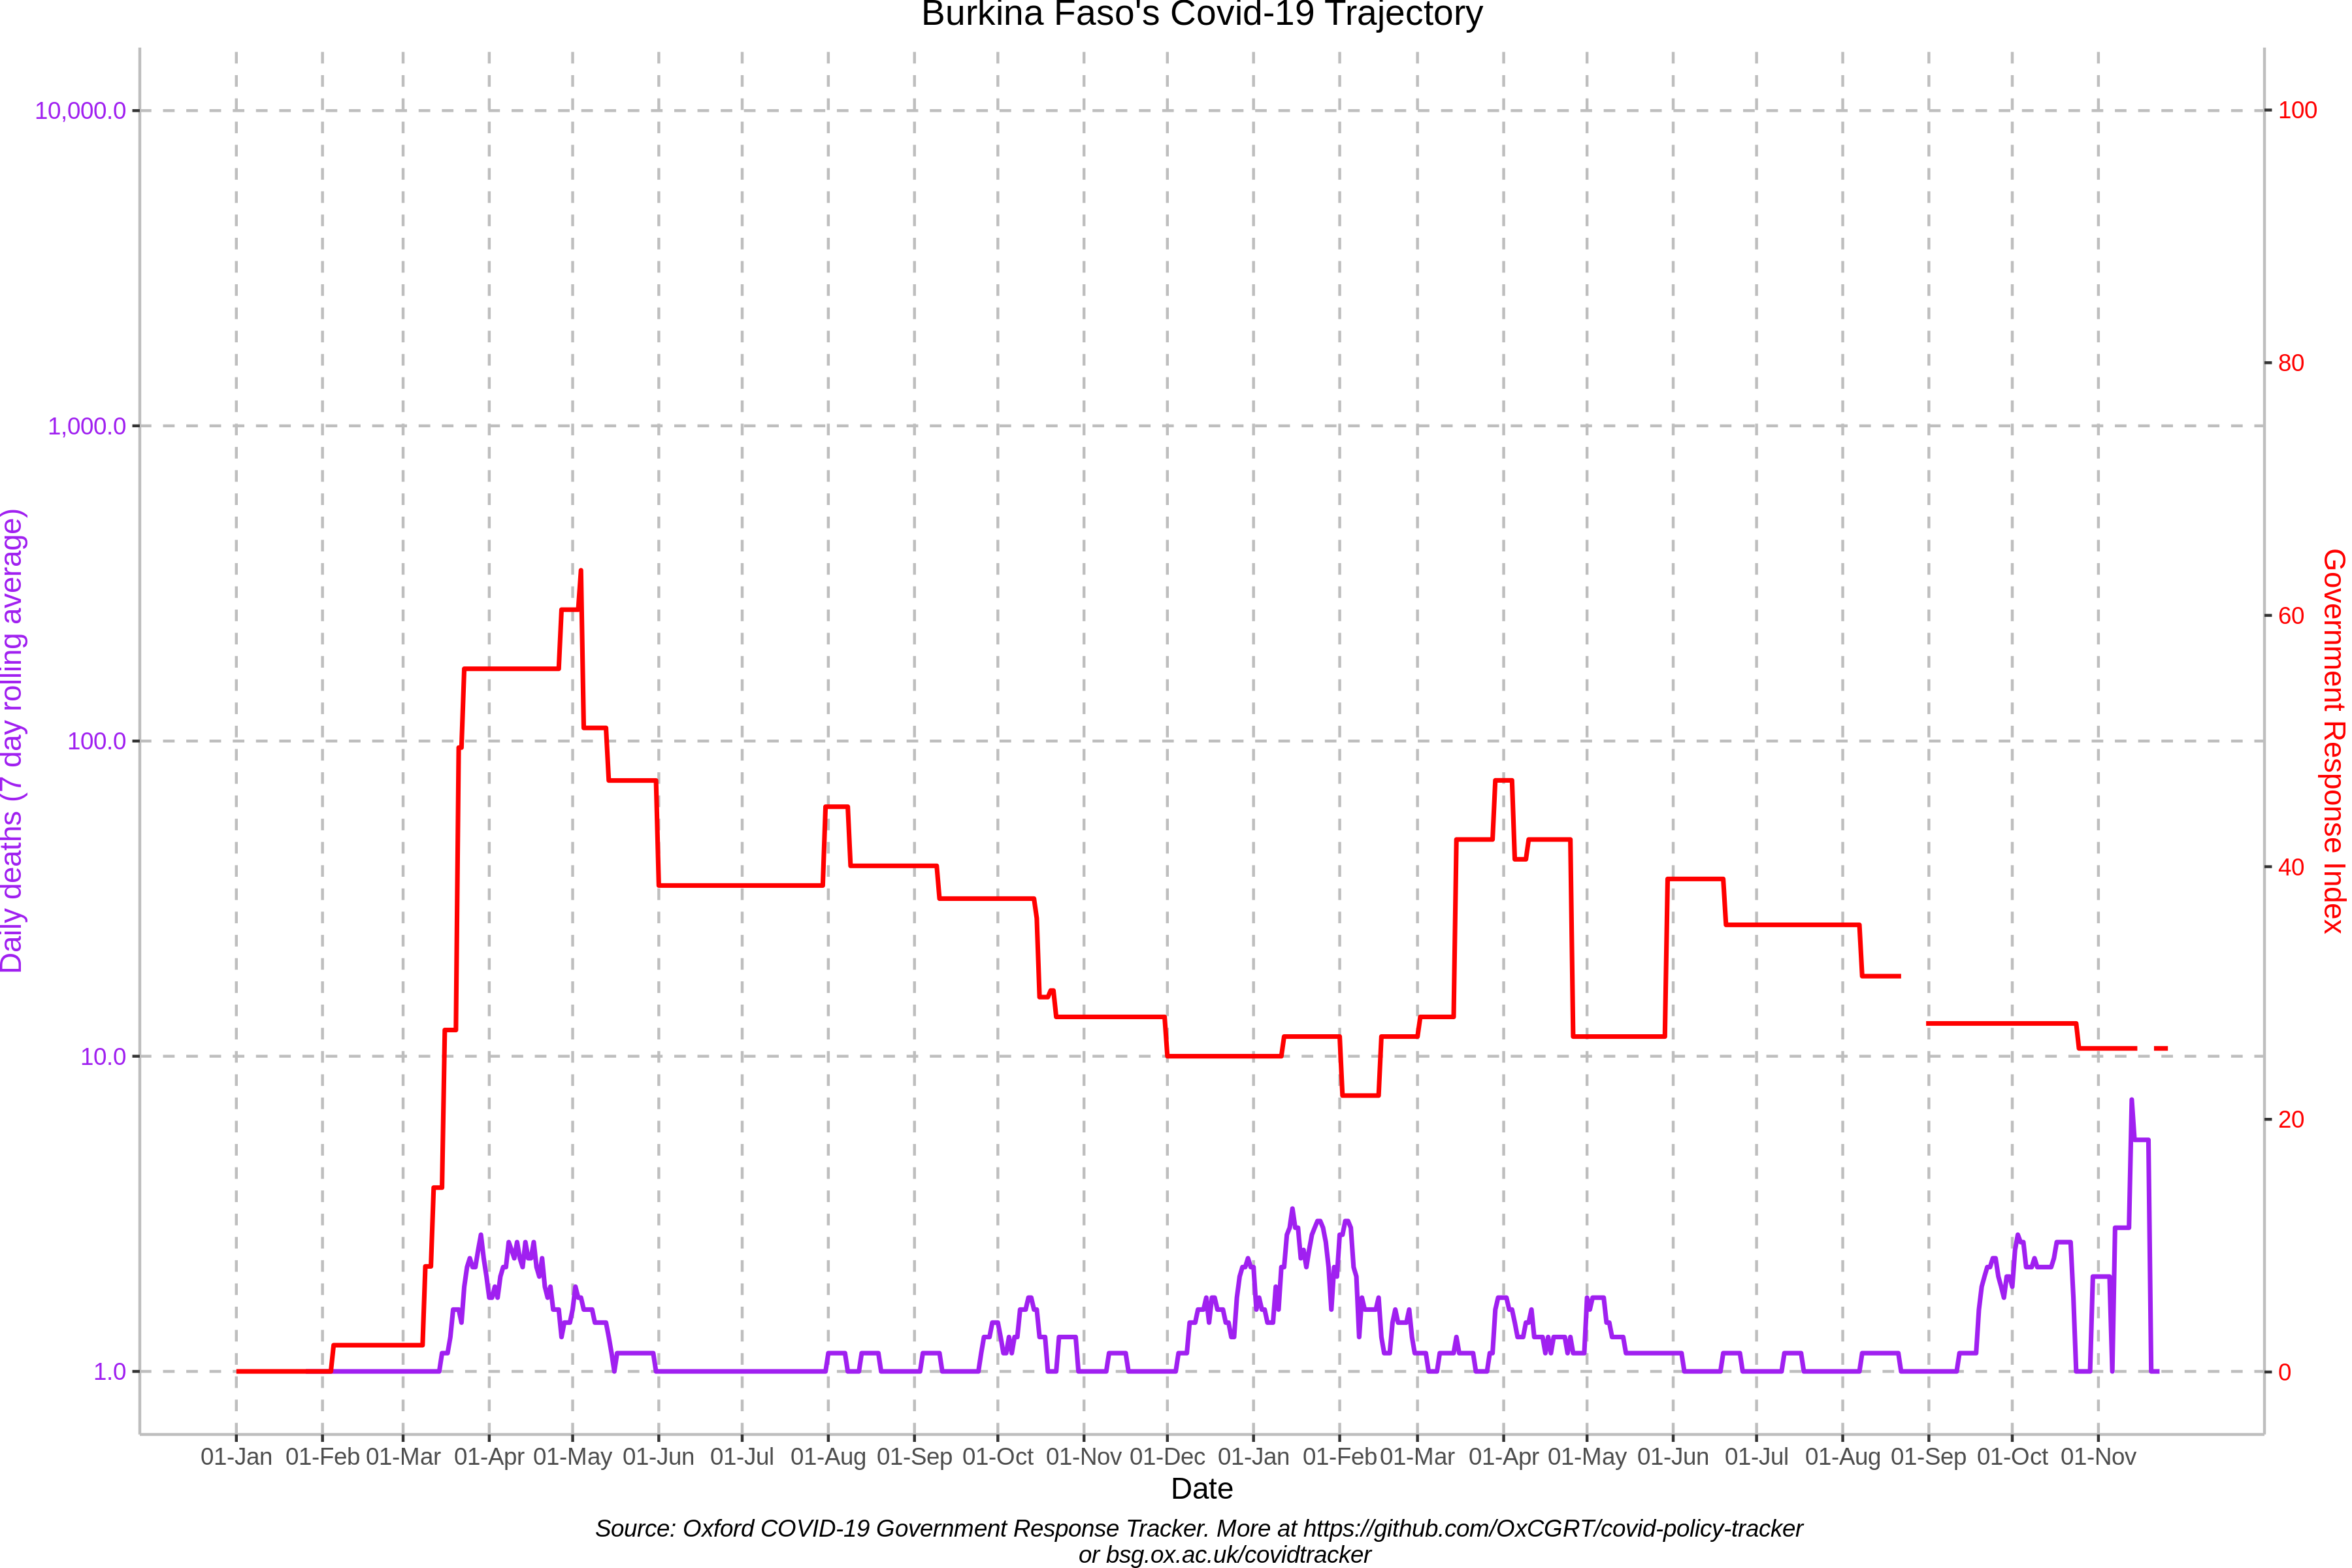 Burkina Faso's Covid-19 Trajectory
10,000.0
1,000.0
100.0
10.0
1.0
Daily deaths (7 day rolling average)
100
80
60
40
20
0
Government Response Index
01-Jan 01-Feb 01-Mar 01-Apr 01-May 01-Jun 01-Jul 01-Aug 01-Sep 01-Oct 01-Nov 01-Dec 01-Jan 01-Feb 01-Mar 01-Apr 01-May 01-Jun 01-Jul 01-Aug 01-Sep 01-Oct 01-Nov
Date
Source: Oxford COVID-19 Government Response Tracker. More at https://github.com/OxCGRT/covid-policy-tracker
or bsg.ox.ac.uk/covidtracker